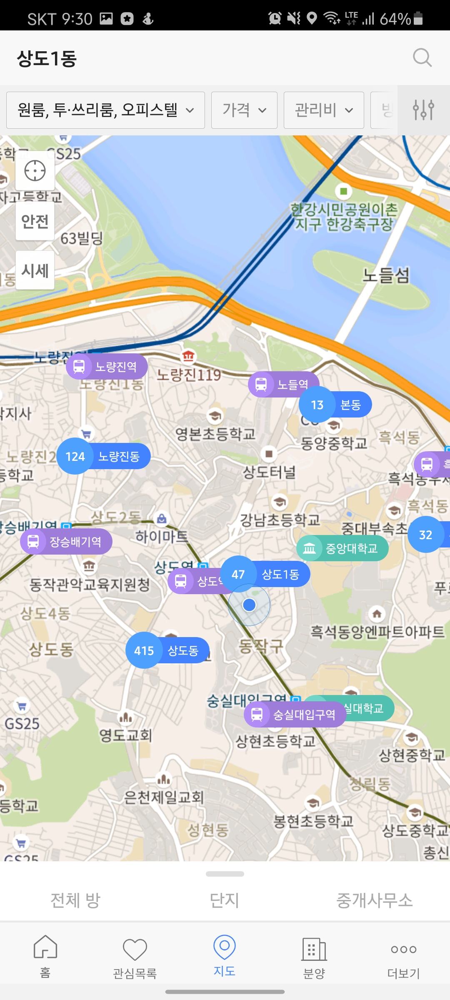 SKT 9:30
LTE 64%
상도1동
원룸, 투·쓰리룸, 오피스텔
가격
관리비
GS25
안전
63빌딩
시세
한강시민공원이촌
지구 한강축구장
노들섬
노량진역
노량진1동
노량진119
노들역
13 본동
영본초등학교
동양중학교
흑석동
124 노량진동
상도터널
상도2동
강남초등학교
흑석동
하이마트
장승배기역
중앙대학교
32
상도역
47 상도1동
동작관악교육지원청
상도4동
흑석동양엔파트아파트
상도동
415 상도동
동작구
숭실대입구역
숭실대입구역
GS25
영도교회
상현초등학교
상현중학교
청림동
은천제일교회
봉현초등학교
성현동
상도중학교
GS25
전체 방
단지
중개사무소
홈
관심목록
지도
분양
더보기